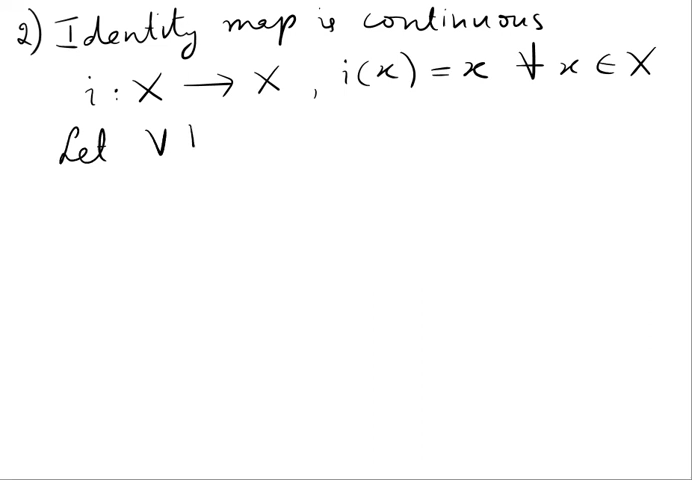 2) Identity map is continuous
i : X → X , i(x) = x ∀ x ∈ X
Let V